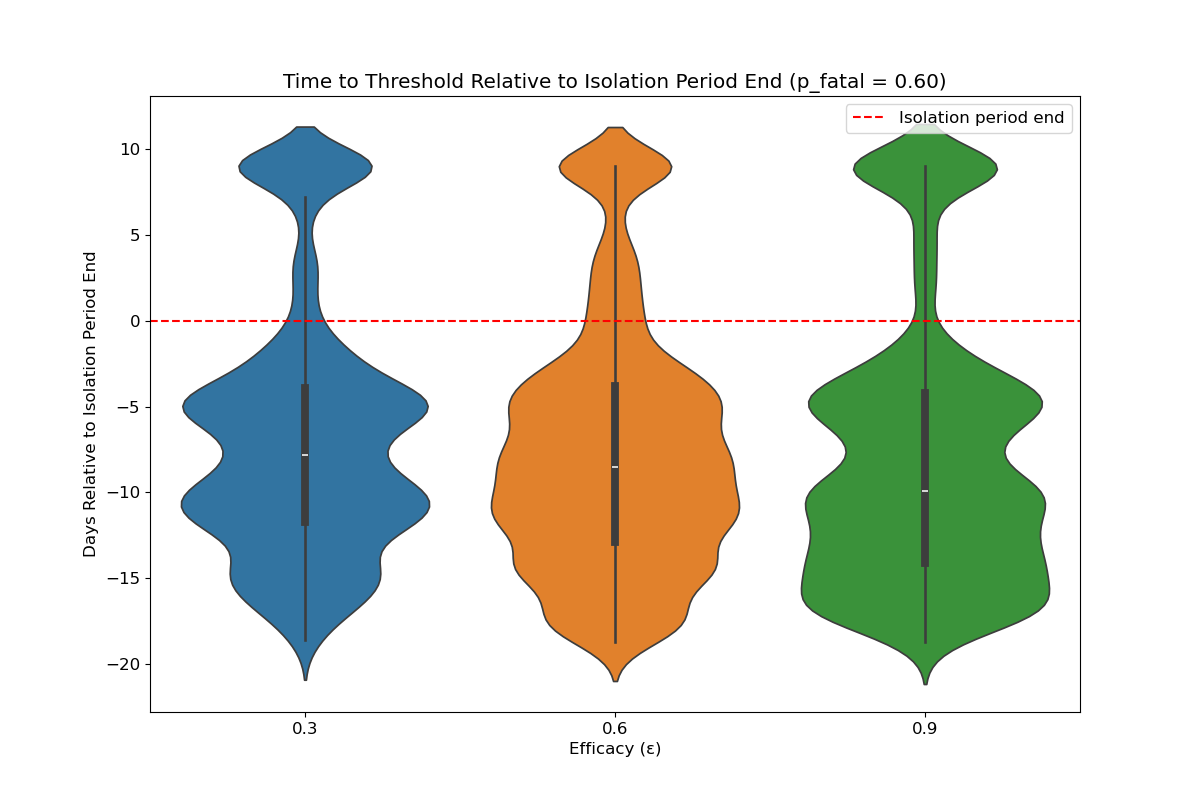 Time to Threshold Relative to Isolation Period End (p_fatal = 0.60)
Isolation period end
Days Relative to Isolation Period End
10
5
0
−5
−10
−15
−20
0.3
0.6
0.9
Efficacy (ε)